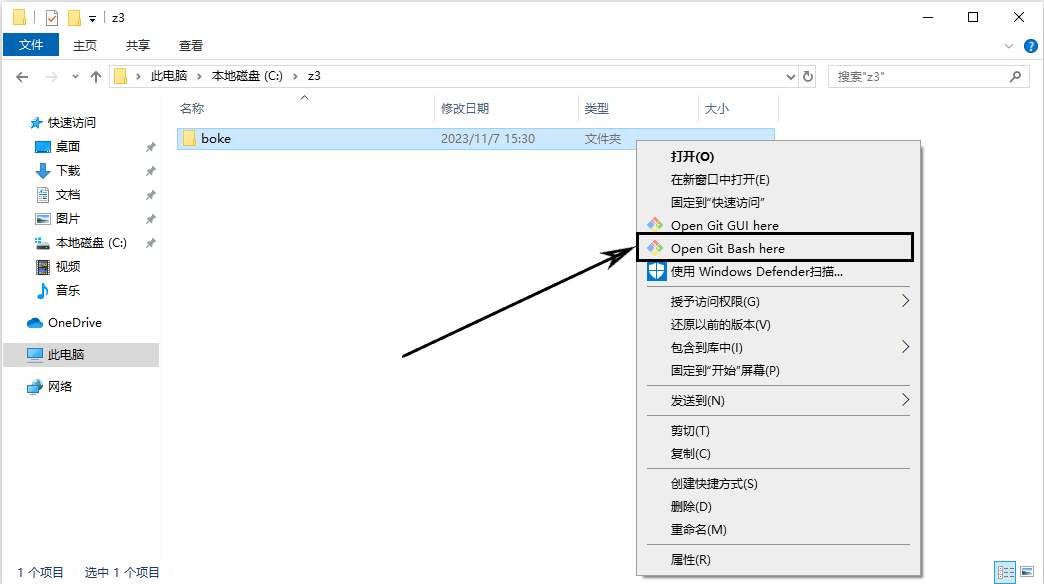 z3
文件 主页 共享 查看
此电脑 本地磁盘 (C:) z3 搜索"z3"
名称 修改日期 类型 大小
快速访问
boke 2023/11/7 15:30 文件夹
桌面
下载
文档
图片
本地磁盘 (C:)
视频
音乐
OneDrive
此电脑
网络
打开(O)
在新窗口中打开(E)
固定到"快速访问"
Open Git GUI here
Open Git Bash here
使用 Windows Defender扫描...
授予访问权限(G)
还原以前的版本(V)
包含到库中(I)
固定到"开始"屏幕(P)
发送到(N)
剪切(T)
复制(C)
创建快捷方式(S)
删除(D)
重命名(M)
属性(R)
1 个项目 选中 1 个项目